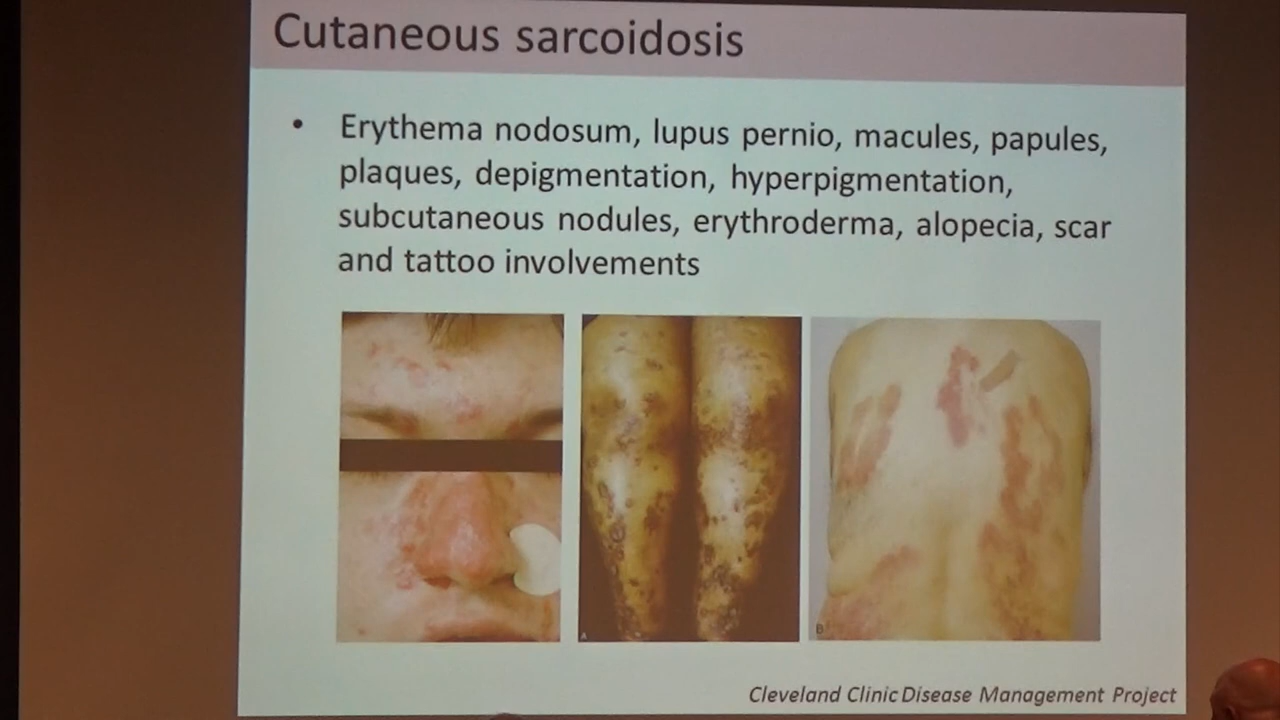 Cutaneous sarcoidosis
• Erythema nodosum, lupus pernio, macules, papules,
plaques, depigmentation, hyperpigmentation,
subcutaneous nodules, erythroderma, alopecia, scar
and tattoo involvements
A
B
Cleveland Clinic Disease Management Project